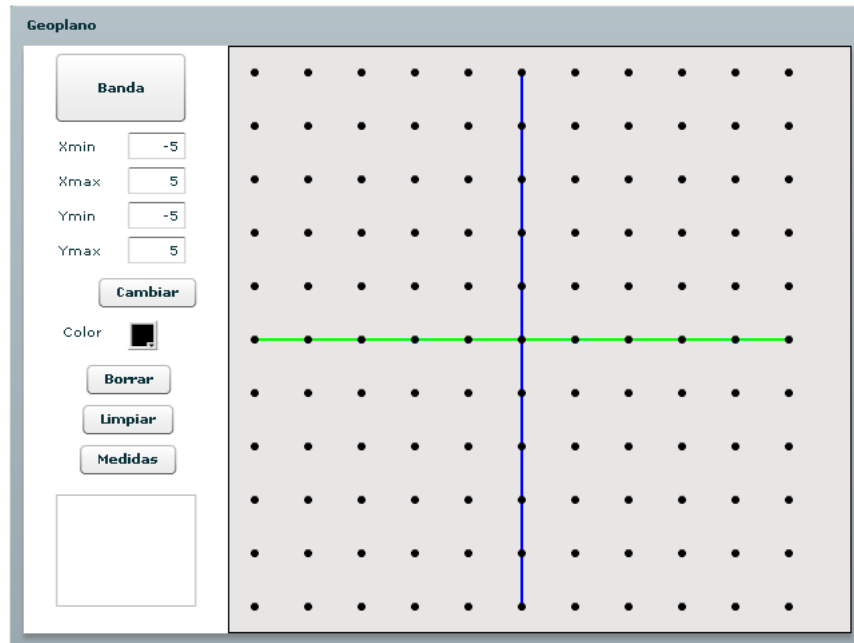 Geoplano
Banda
Xmin -5
Xmax 5
Ymin -5
Ymax 5
Cambiar
Color
Borrar
Limpiar
Medidas